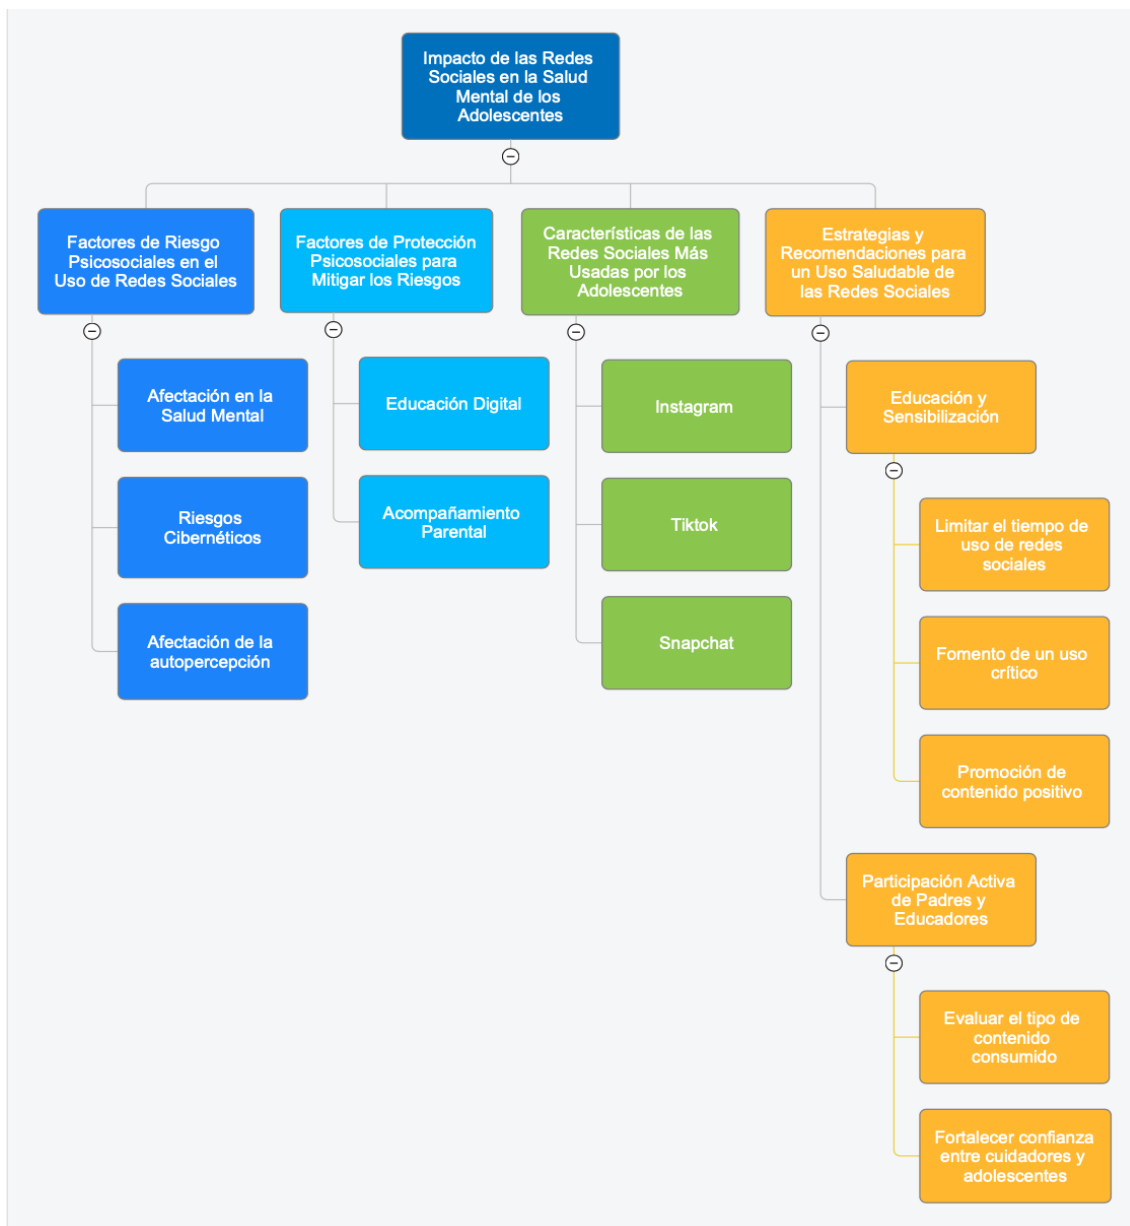 Impacto de las Redes
Sociales en la Salud
Mental de los
Adolescentes
Factores de Riesgo
Psicosociales en el
Uso de Redes Sociales
Factores de Protección
Psicosociales para
Mitigar los Riesgos
Características de las
Redes Sociales Más
Usadas por los
Adolescentes
Estrategias y
Recomendaciones para
un Uso Saludable de
las Redes Sociales
Afectación en la
Salud Mental
Riesgos
Cibernéticos
Afectación de la
autopercepción
Educación Digital
Acompañamiento
Parental
Instagram
Tiktok
Snapchat
Educación y
Sensibilización
Limitar el tiempo de
uso de redes
sociales
Fomento de un uso
crítico
Promoción de
contenido positivo
Participación Activa
de Padres y
Educadores
Evaluar el tipo de
contenido
consumido
Fortalecer confianza
entre cuidadores y
adolescentes